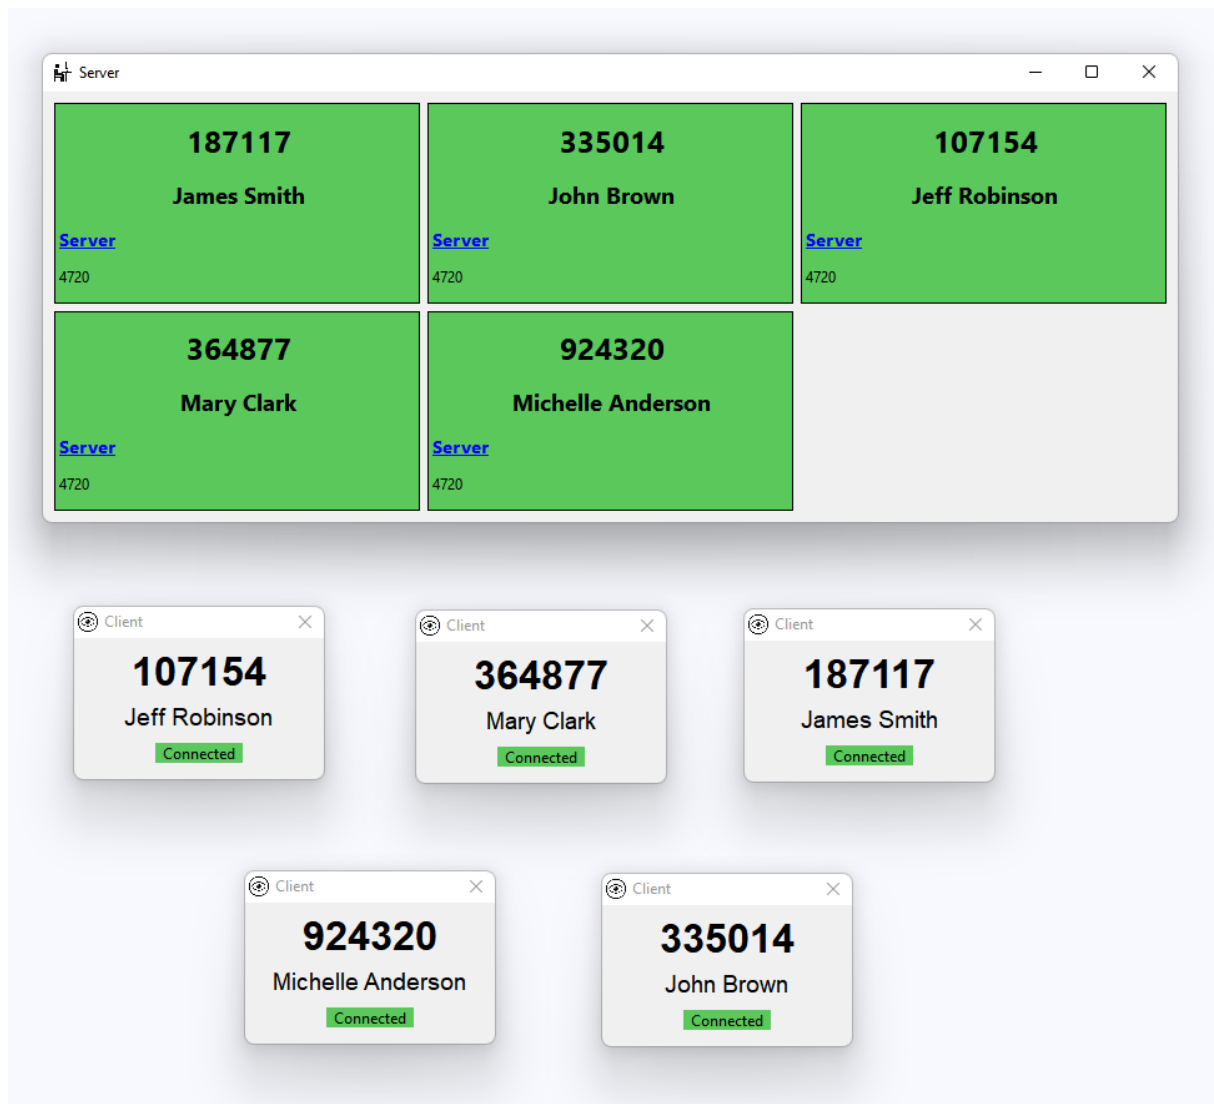 Server
187117
James Smith
Server
4720
335014
John Brown
Server
4720
107154
Jeff Robinson
Server
4720
364877
Mary Clark
Server
4720
924320
Michelle Anderson
Server
4720
Client
107154
Jeff Robinson
Connected
Client
364877
Mary Clark
Connected
Client
187117
James Smith
Connected
Client
924320
Michelle Anderson
Connected
Client
335014
John Brown
Connected